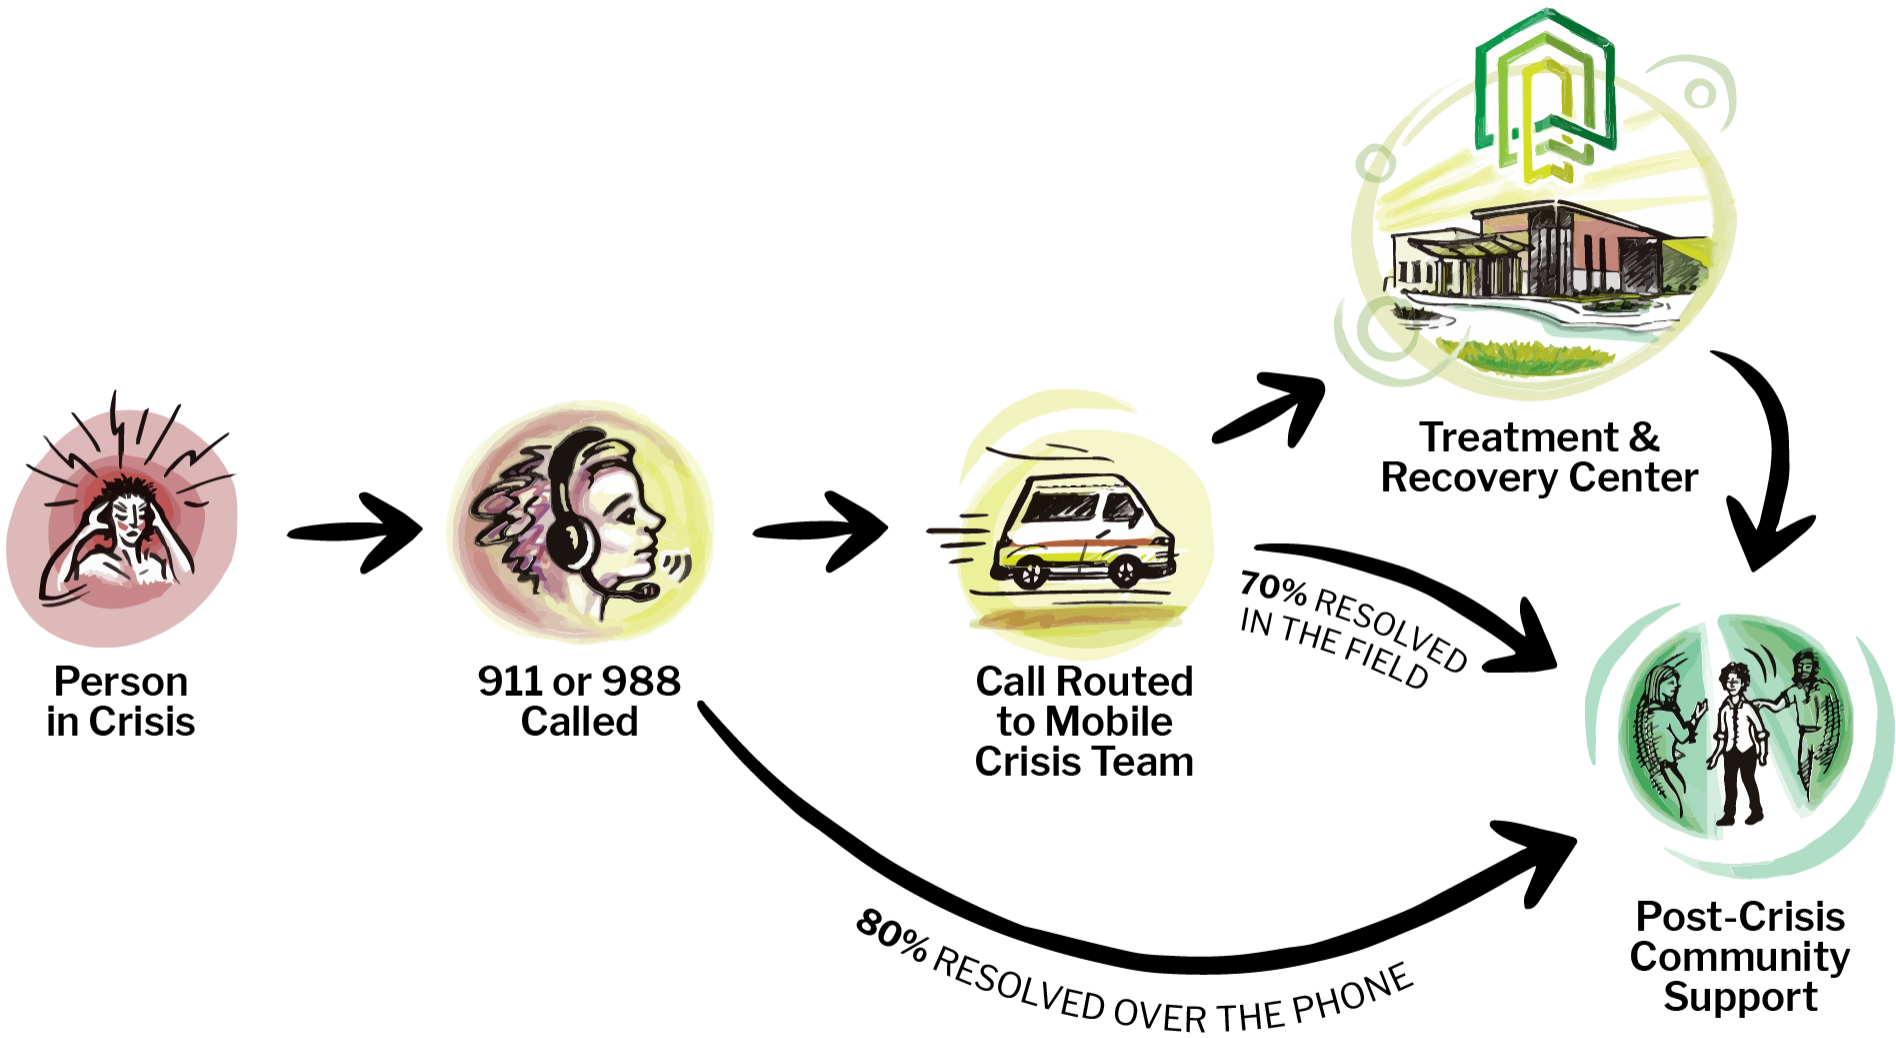 Person
in Crisis
911 or 988
Called
Call Routed
to Mobile
Crisis Team
Treatment &
Recovery Center
70% RESOLVED
IN THE FIELD
80% RESOLVED OVER THE PHONE
Post-Crisis
Community
Support